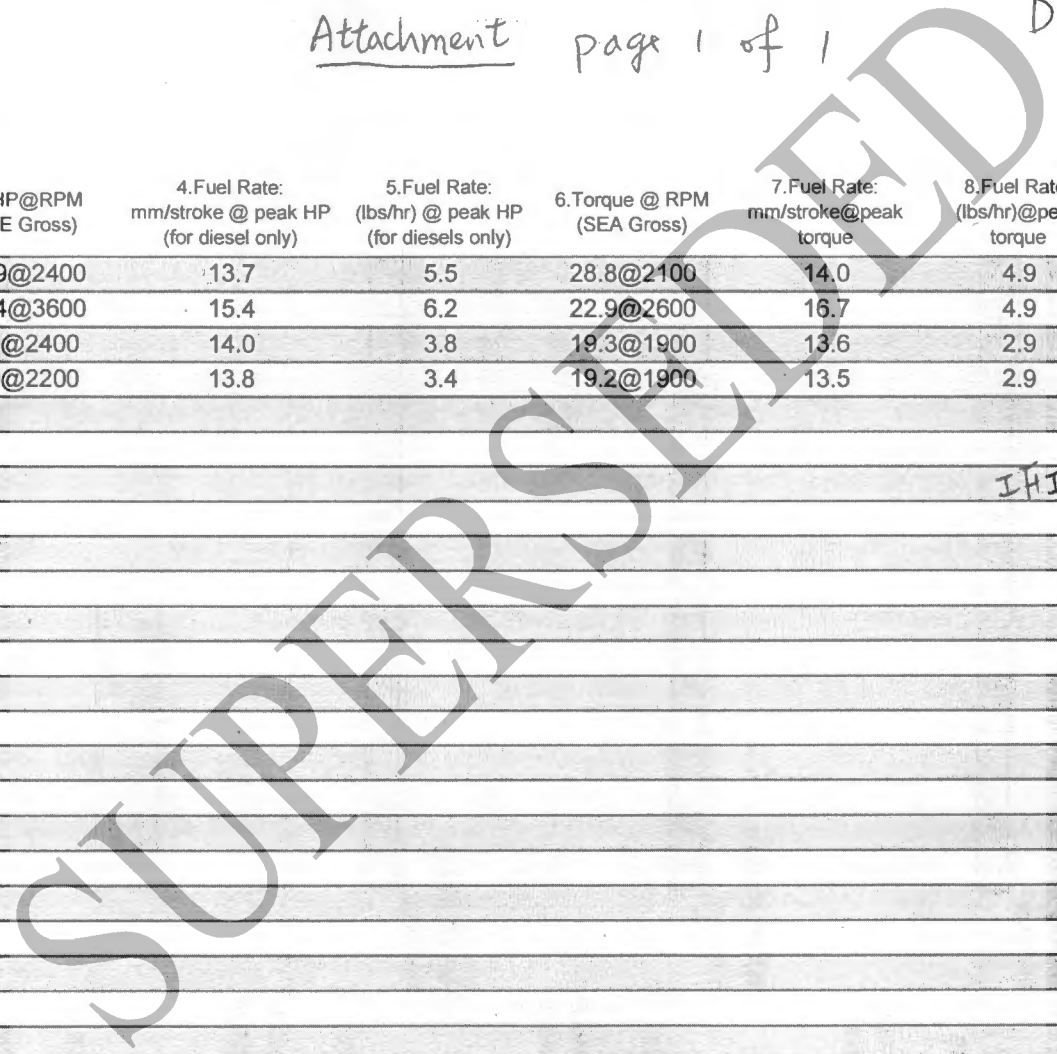 Attachment page 1 of 1 D
HP@RPM 4.Fuel Rate: 5.Fuel Rate: 6.Torque @ RPM 7.Fuel Rate: 8.Fuel Rate
E Gross) mm/stroke @ peak HP (lbs/hr) @ peak HP (SEA Gross) mm/stroke@peak (lbs/hr)@pe
(for diesel only) (for diesels only) torque torque
9@2400 13.7 5.5 28.8@2100 14.0 4.9
4@3600 15.4 6.2 22.9@2600 16.7 4.9
@2400 14.0 3.8 19.3@1900 13.6 2.9
@2200 13.8 3.4 19.2@1900 13.5 2.9
SUPERSEDED